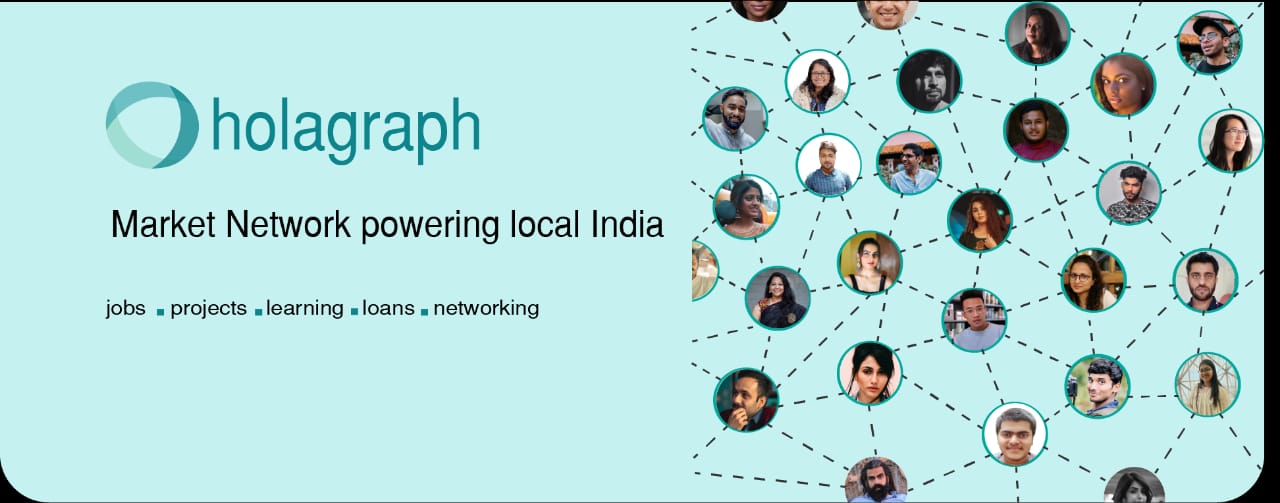 holagraph
Market Network powering local India
jobs ▪ projects ▪ learning ▪ loans ▪ networking